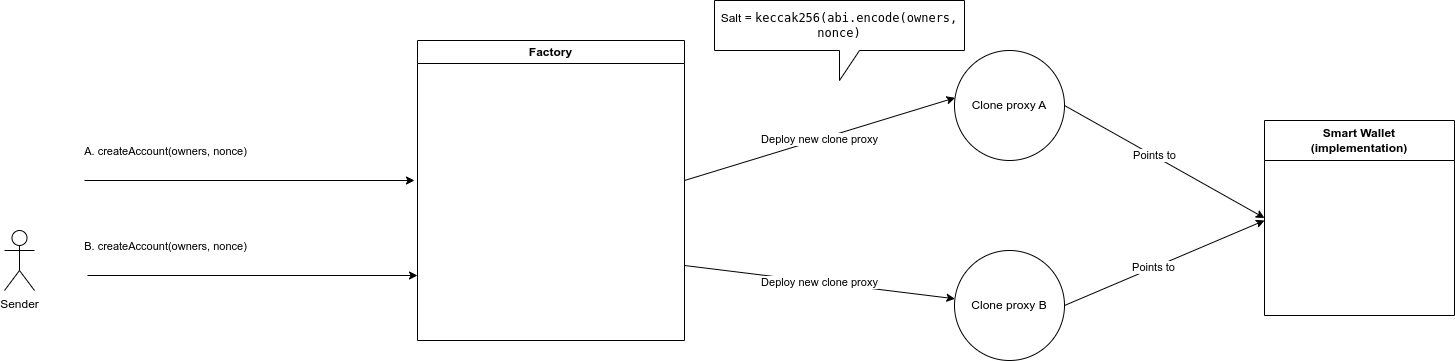 Salt = keccak256(abi.encode(owners,
nonce)
Factory
A. createAccount(owners, nonce)
B. createAccount(owners, nonce)
Sender
Deploy new clone proxy
Deploy new clone proxy
Clone proxy A
Clone proxy B
Points to
Points to
Smart Wallet
(implementation)